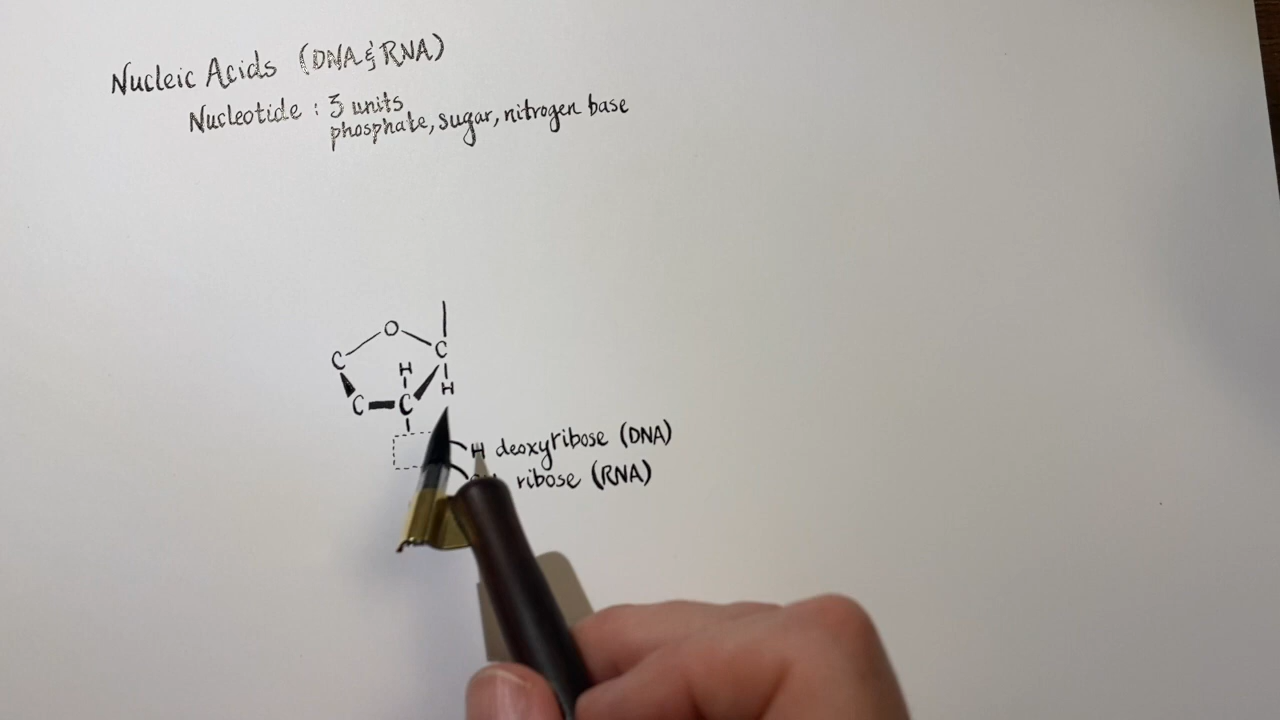 Nucleic Acids (DNA & RNA)
Nucleotide : 3 units
phosphate, sugar, nitrogen base
O
C
C
H
H
C
C
H deoxyribose (DNA)
ribose (RNA)